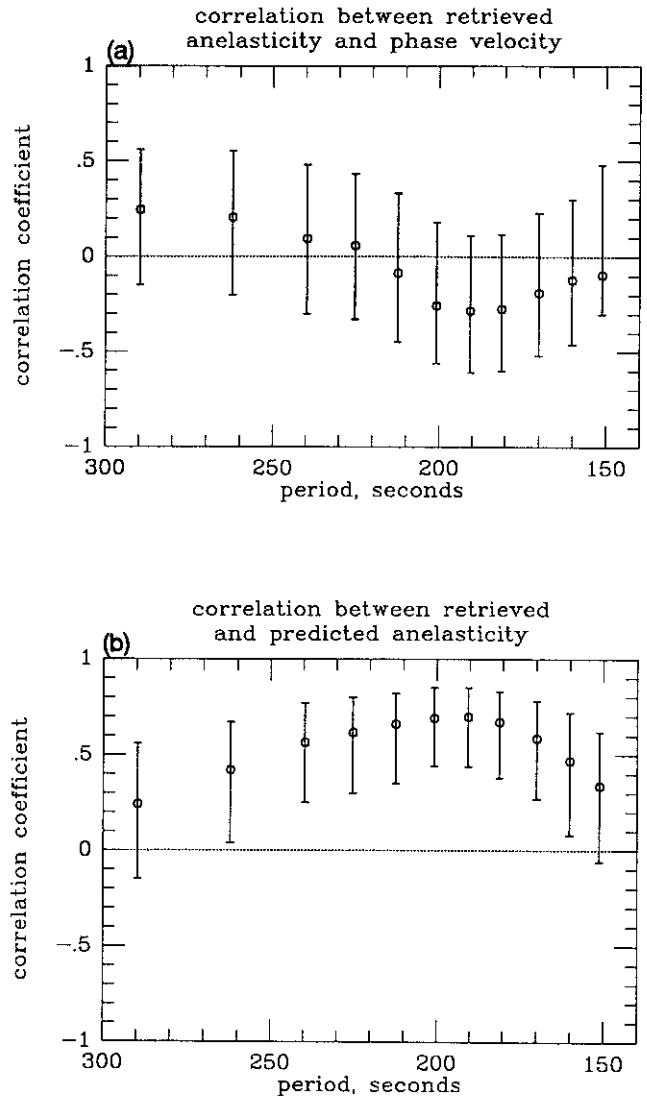 correlation between retrieved
anelasticity and phase velocity
(a)
1
.5
0
-.5
-1
correlation coefficient
300
250
200
150
period, seconds
correlation between retrieved
and predicted anelasticity
(b)
1
.5
0
-.5
-1
correlation coefficient
300
250
200
150
period, seconds